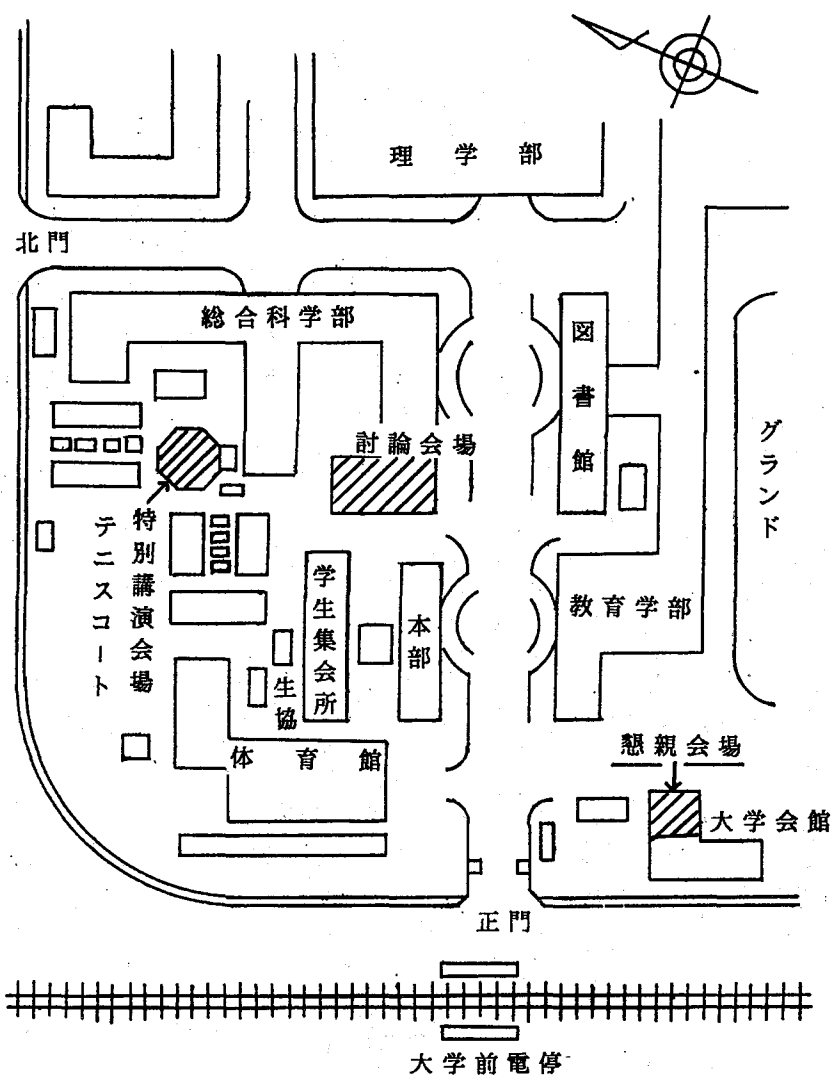 理学部
北門
総合科学部
図書館
討論会場
グランド
特別講演会場
テニスコート
学生集会所
本部
教育学部
生協
体育館
懇親会場
大学会館
正門
大学前電停